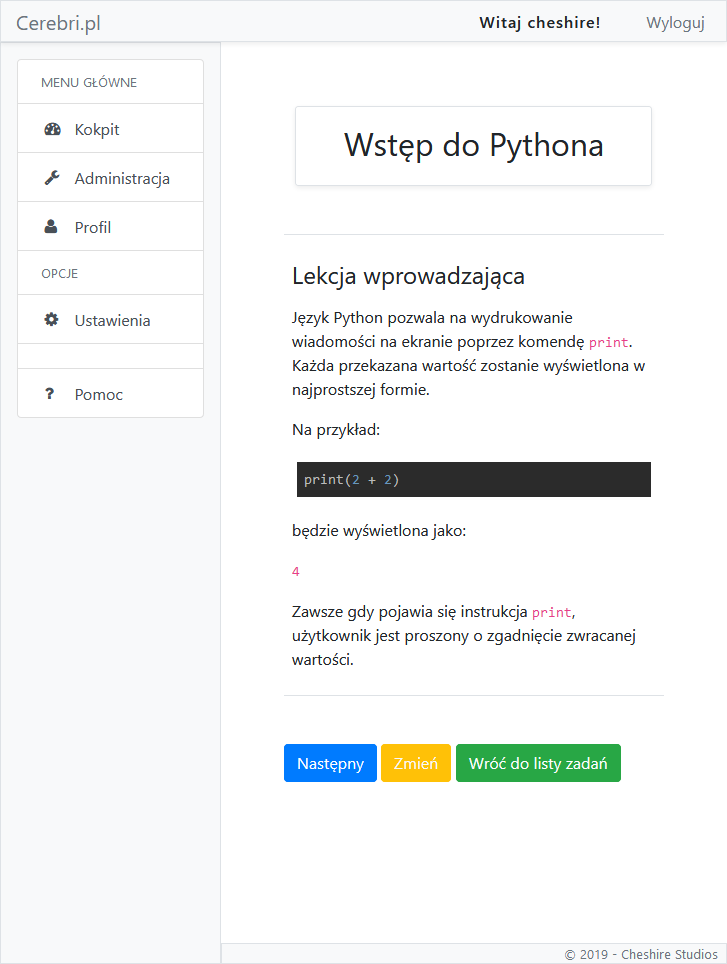 Cerebri.pl
Witaj cheshire!
Wyloguj
MENU GŁÓWNE
Kokpit
Administracja
Profil
OPCJE
Ustawienia
Pomoc
Wstęp do Pythona
Lekcja wprowadzająca
Język Python pozwala na wydrukowanie
wiadomości na ekranie poprzez komendę print.
Każda przekazana wartość zostanie wyświetlona w
najprostszej formie.
Na przykład:
print(2 + 2)
będzie wyświetlona jako:
4
Zawsze gdy pojawia się instrukcja print,
użytkownik jest proszony o zgadnięcie zwracanej
wartości.
Następny
Zmień
Wróć do listy zadań
© 2019 - Cheshire Studios